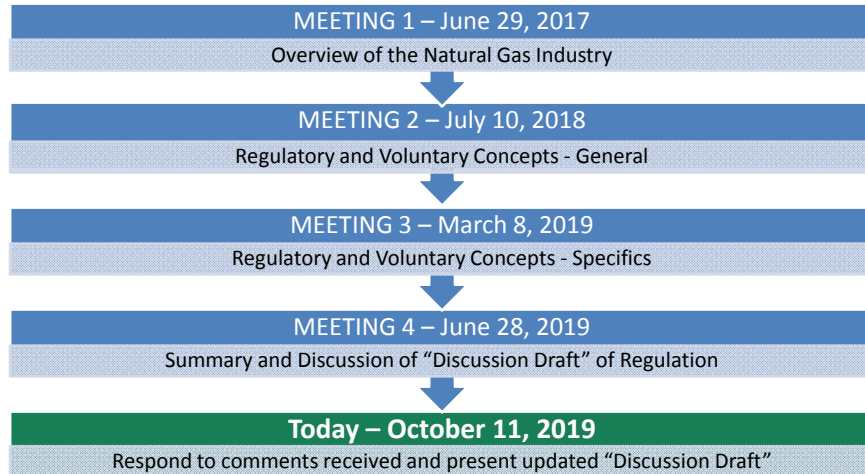 MEETING 1 – June 29, 2017
Overview of the Natural Gas Industry
MEETING 2 – July 10, 2018
Regulatory and Voluntary Concepts - General
MEETING 3 – March 8, 2019
Regulatory and Voluntary Concepts - Specifics
MEETING 4 – June 28, 2019
Summary and Discussion of “Discussion Draft” of Regulation
Today – October 11, 2019
Respond to comments received and present updated “Discussion Draft”